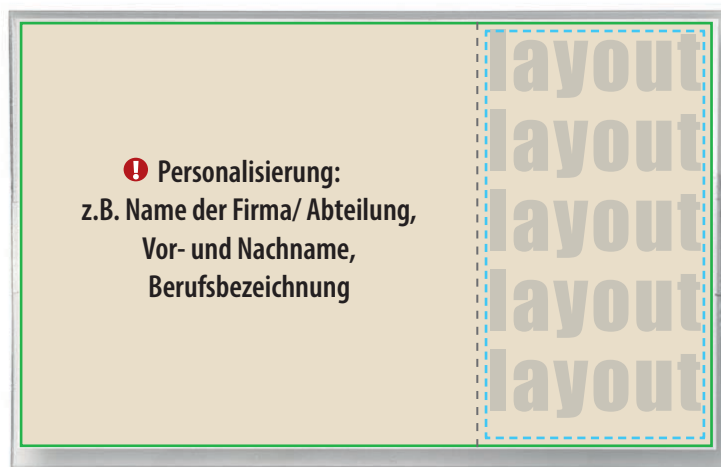 Personalisierung:
z.B. Name der Firma/ Abteilung,
Vor- und Nachname,
Berufsbezeichnung
layout
layout
layout
layout
layout